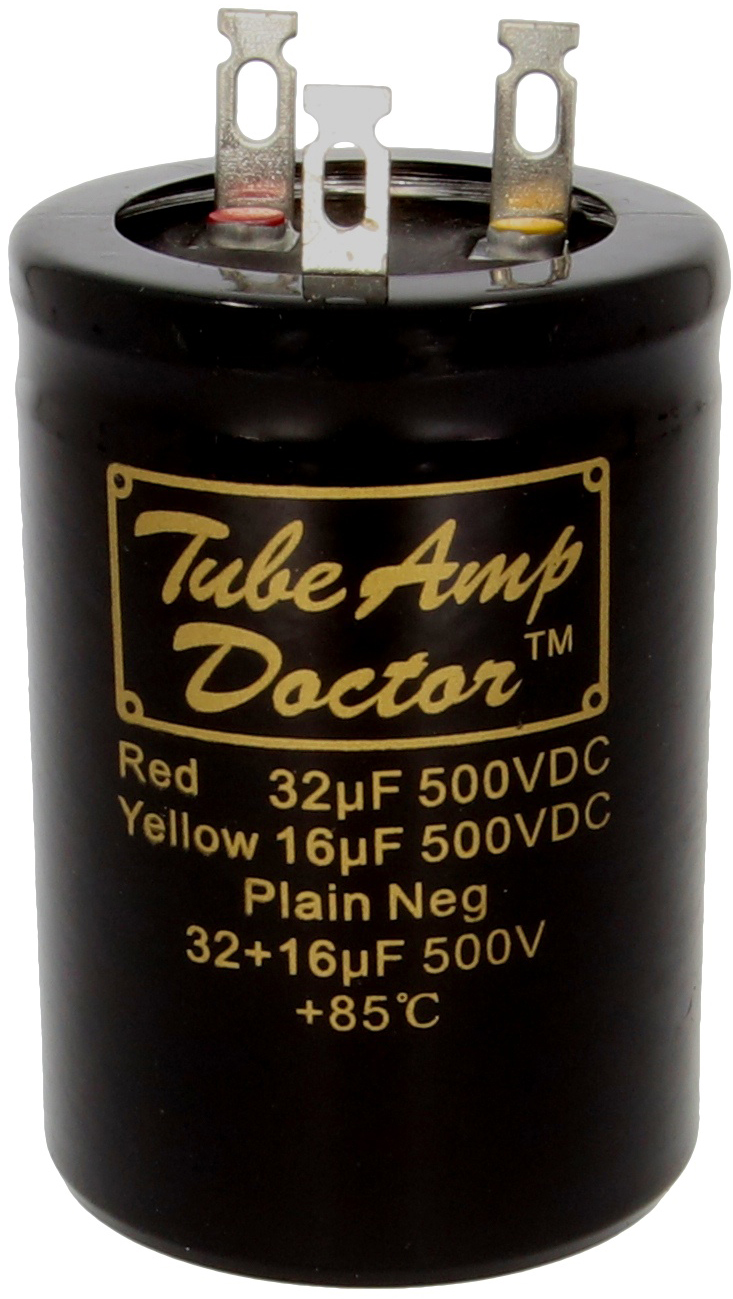 Tube Amp
Doctor™
Red 32µF 500VDC
Yellow 16µF 500VDC
Plain Neg
32+16µF 500V
+85℃